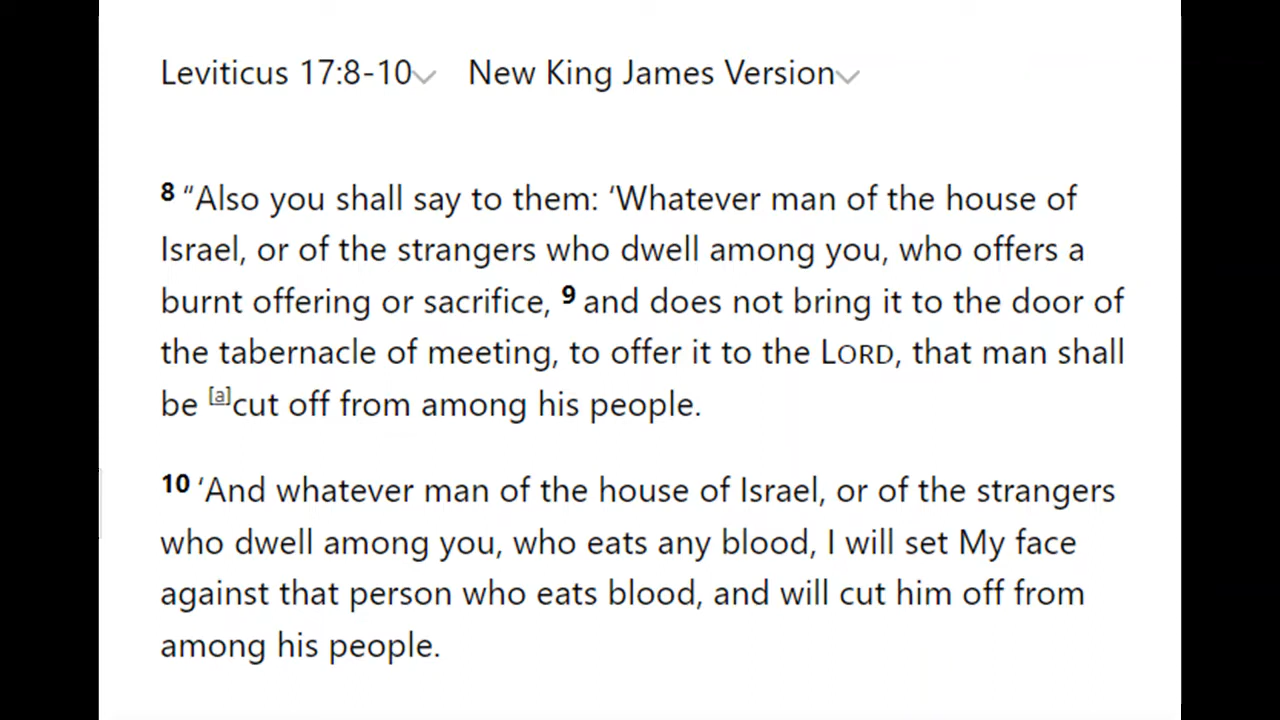 Leviticus 17:8-10 New King James Version
8 “Also you shall say to them: ‘Whatever man of the house of
Israel, or of the strangers who dwell among you, who offers a
burnt offering or sacrifice, 9 and does not bring it to the door of
the tabernacle of meeting, to offer it to the LORD, that man shall
be [a]cut off from among his people.
10 ‘And whatever man of the house of Israel, or of the strangers
who dwell among you, who eats any blood, I will set My face
against that person who eats blood, and will cut him off from
among his people.